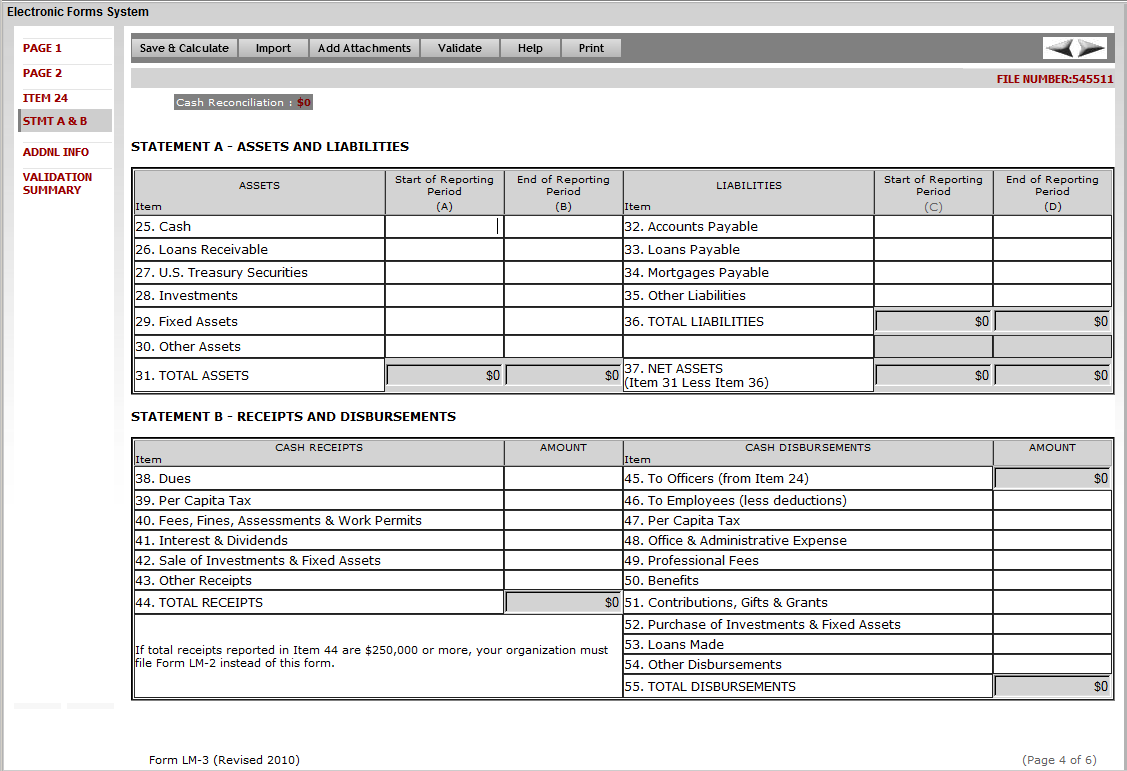 Electronic Forms System
PAGE 1
PAGE 2
ITEM 24
STMT A & B
ADDNL INFO
VALIDATION
SUMMARY
Save & Calculate Import Add Attachments Validate Help Print
FILE NUMBER:545511
Cash Reconciliation : $0
STATEMENT A - ASSETS AND LIABILITIES
ASSETS
Item
Start of Reporting
Period
(A)
End of Reporting
Period
(B)
LIABILITIES
Item
Start of Reporting
Period
(C)
End of Reporting
Period
(D)
25. Cash 32. Accounts Payable
26. Loans Receivable 33. Loans Payable
27. U.S. Treasury Securities 34. Mortgages Payable
28. Investments 35. Other Liabilities
29. Fixed Assets 36. TOTAL LIABILITIES $0 $0
30. Other Assets
31. TOTAL ASSETS $0 $0 37. NET ASSETS
(Item 31 Less Item 36) $0 $0
STATEMENT B - RECEIPTS AND DISBURSEMENTS
CASH RECEIPTS AMOUNT CASH DISBURSEMENTS AMOUNT
Item Item
38. Dues 45. To Officers (from Item 24) $0
39. Per Capita Tax 46. To Employees (less deductions)
40. Fees, Fines, Assessments & Work Permits 47. Per Capita Tax
41. Interest & Dividends 48. Office & Administrative Expense
42. Sale of Investments & Fixed Assets 49. Professional Fees
43. Other Receipts 50. Benefits
44. TOTAL RECEIPTS $0 51. Contributions, Gifts & Grants
52. Purchase of Investments & Fixed Assets
If total receipts reported in Item 44 are $250,000 or more, your organization must
file Form LM-2 instead of this form.
53. Loans Made
54. Other Disbursements
55. TOTAL DISBURSEMENTS $0
Form LM-3 (Revised 2010) (Page 4 of 6)